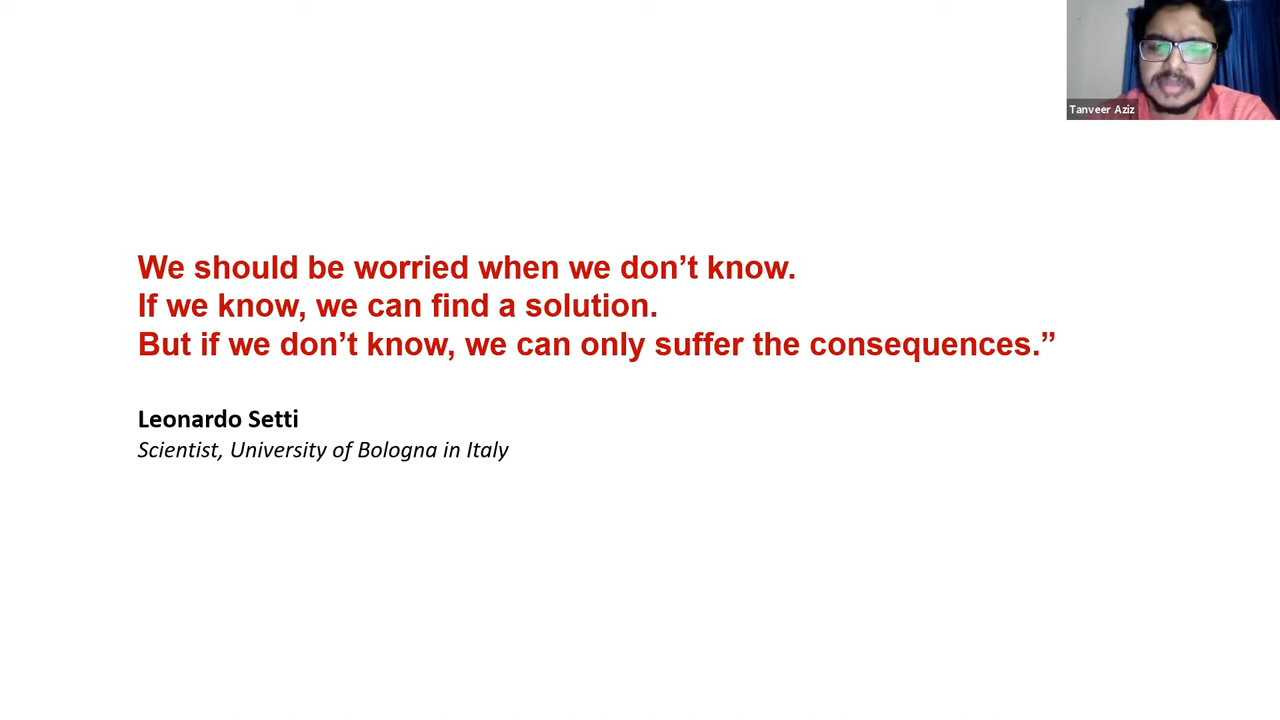 Tanveer Aziz
We should be worried when we don’t know.
If we know, we can find a solution.
But if we don’t know, we can only suffer the consequences.”
Leonardo Setti
Scientist, University of Bologna in Italy